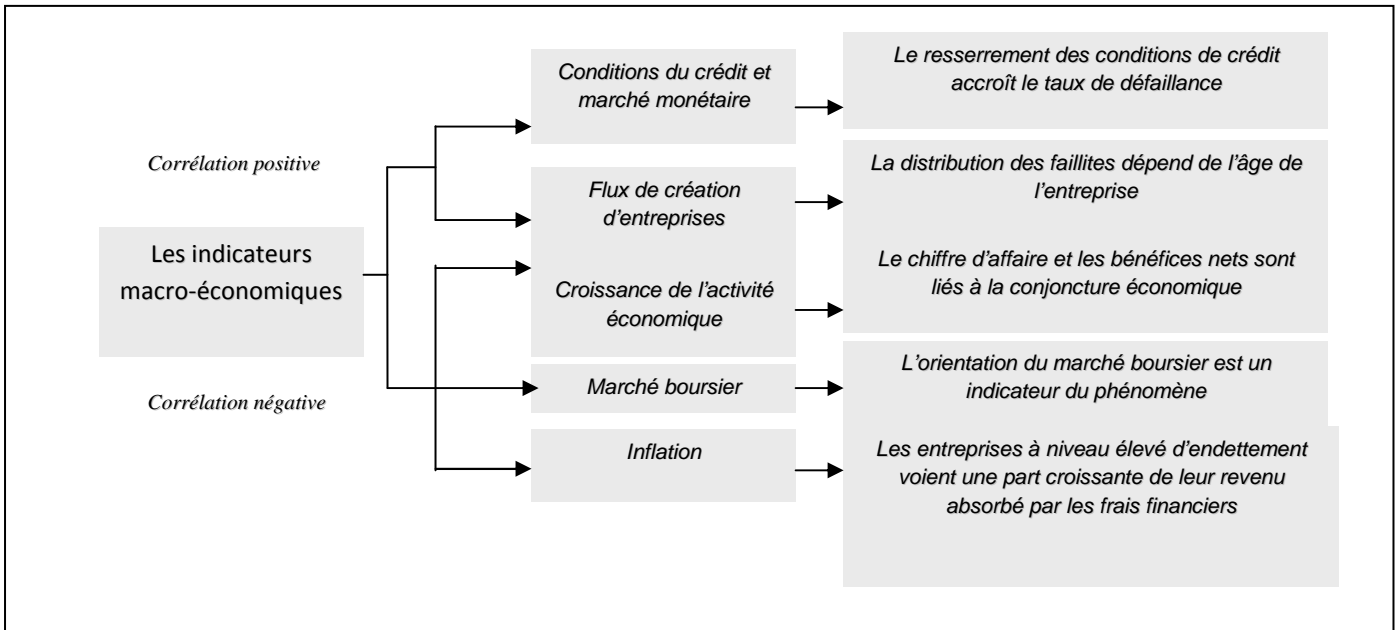 Les indicateurs
macro-économiques
Corrélation positive
Corrélation négative
Conditions du crédit et
marché monétaire
Le resserrement des conditions de crédit
accroît le taux de défaillance
Flux de création
d'entreprises
La distribution des faillites dépend de l'âge de
l'entreprise
Croissance de l'activité
économique
Le chiffre d'affaire et les bénéfices nets sont
liés à la conjoncture économique
Marché boursier
L'orientation du marché boursier est un
indicateur du phénomène
Inflation
Les entreprises à niveau élevé d'endettement
voient une part croissante de leur revenu
absorbé par les frais financiers